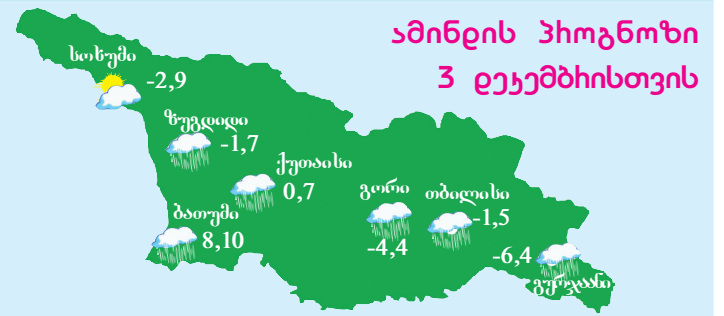 ამინდის პროგნოზი
3 დეკემბრისთვის
სოხუმი
-2,9
ზუგდიდი
-1,7
ქუთაისი
0,7
ბათუმი
8,10
გორი
-4,4
თბილისი
-1,5
-6,4
გურჯაანი